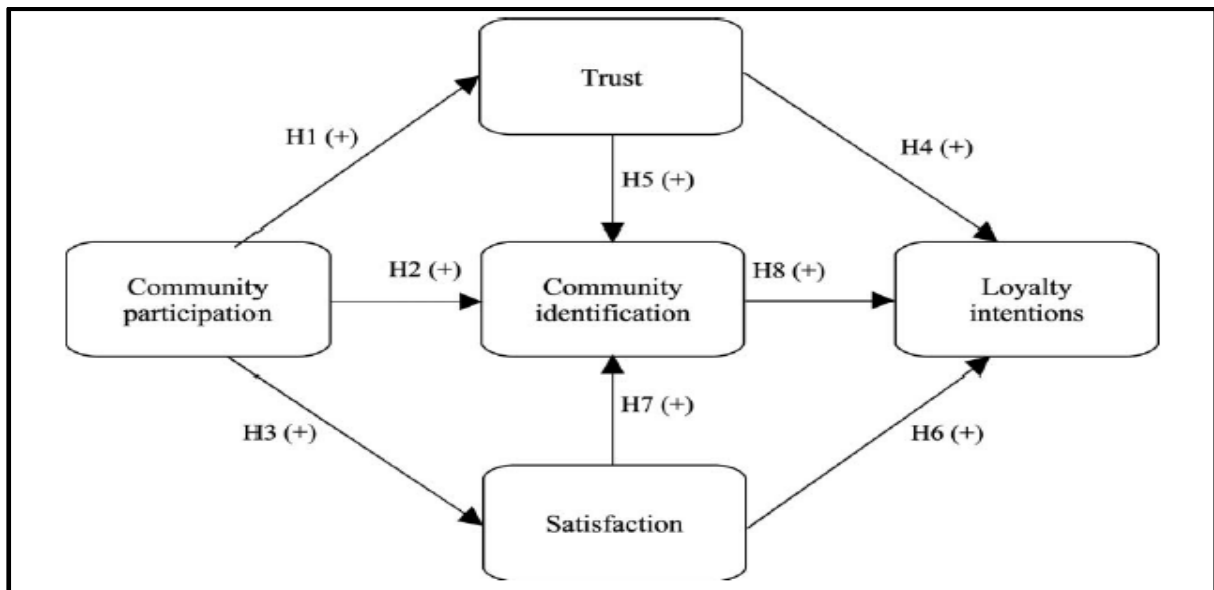 Trust
H1 (+)
H4 (+)
H5 (+)
Community
participation
H2 (+)
Community
identification
H8 (+)
Loyalty
intentions
H3 (+)
H7 (+)
H6 (+)
Satisfaction